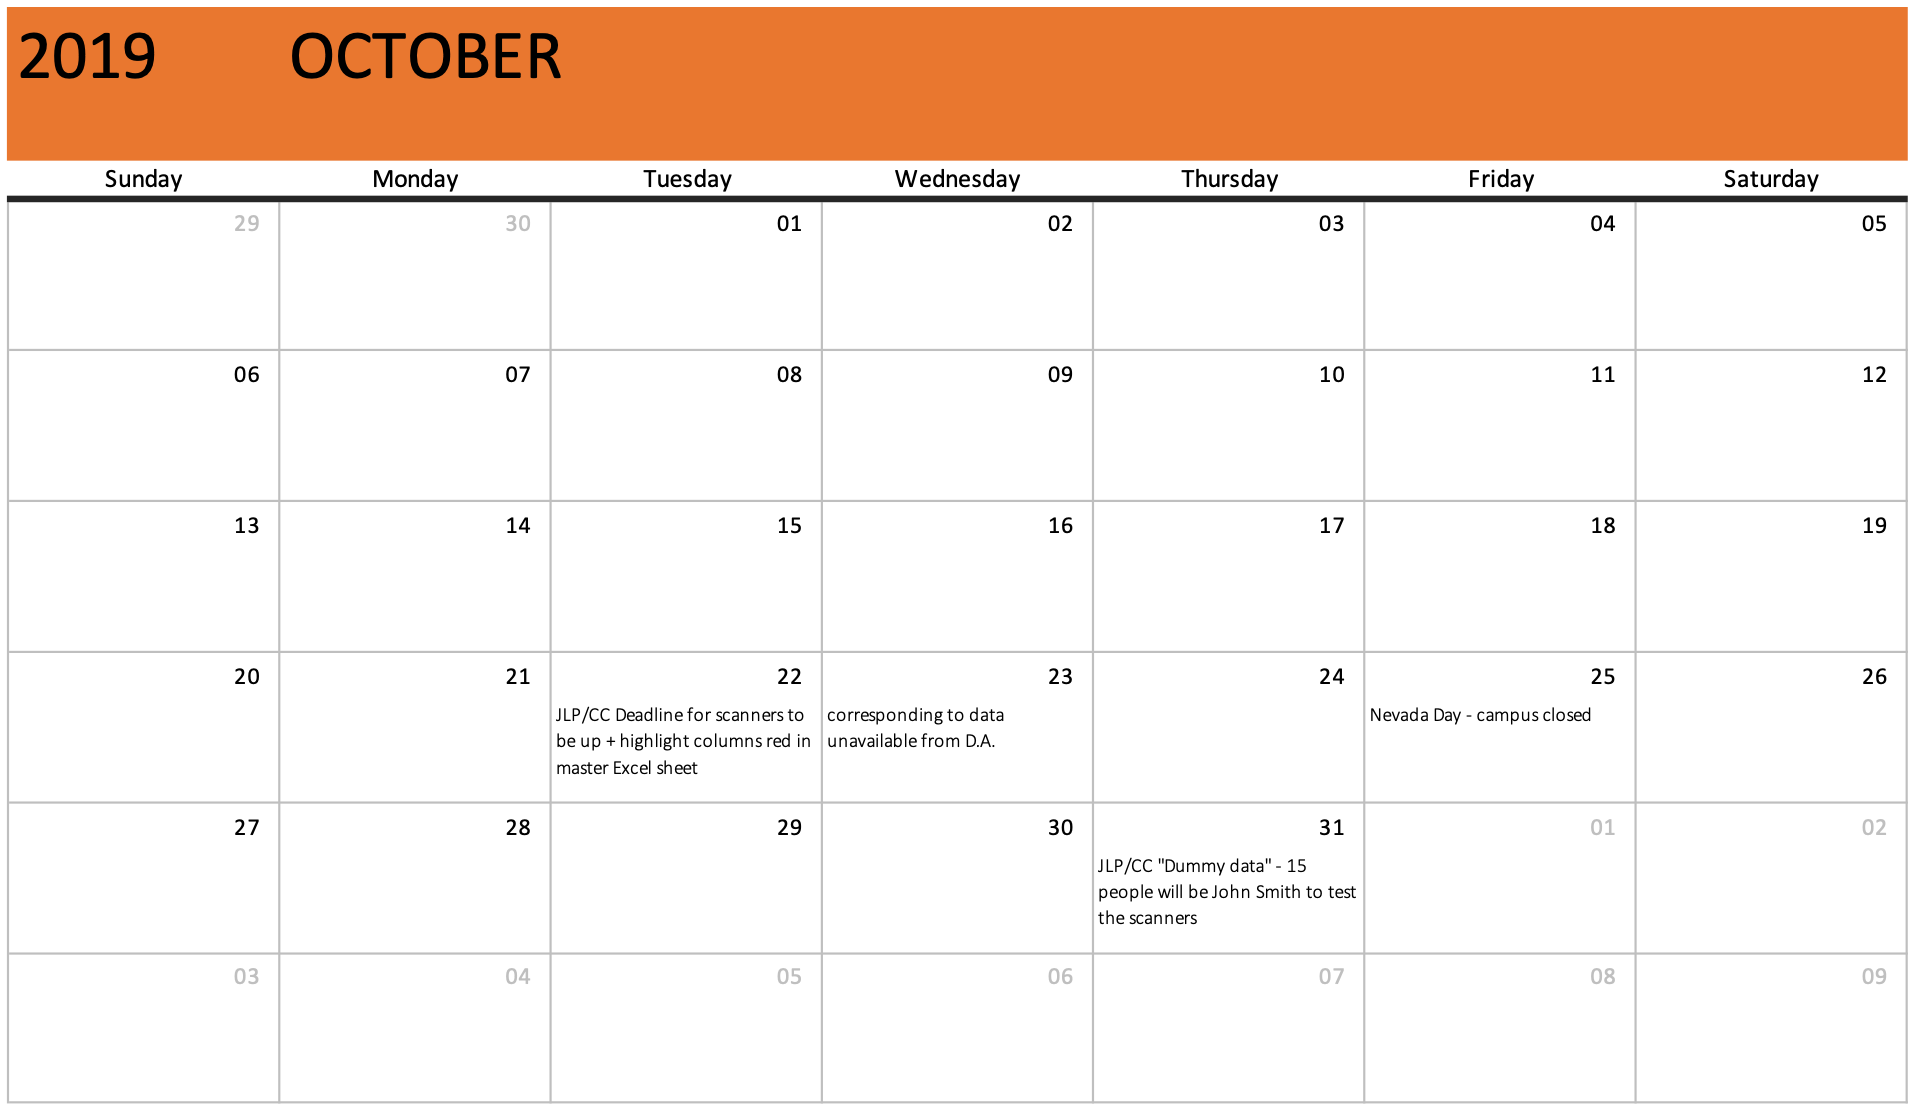 2019 OCTOBER
Sunday Monday Tuesday Wednesday Thursday Friday Saturday
29 30 01 02 03 04 05
06 07 08 09 10 11 12
13 14 15 16 17 18 19
20 21 22 23 24 25 26
JLP/CC Deadline for scanners to
be up + highlight columns red in
master Excel sheet
corresponding to data
unavailable from D.A.
Nevada Day - campus closed
27 28 29 30 31 01 02
JLP/CC "Dummy data" - 15
people will be John Smith to test
the scanners
03 04 05 06 07 08 09